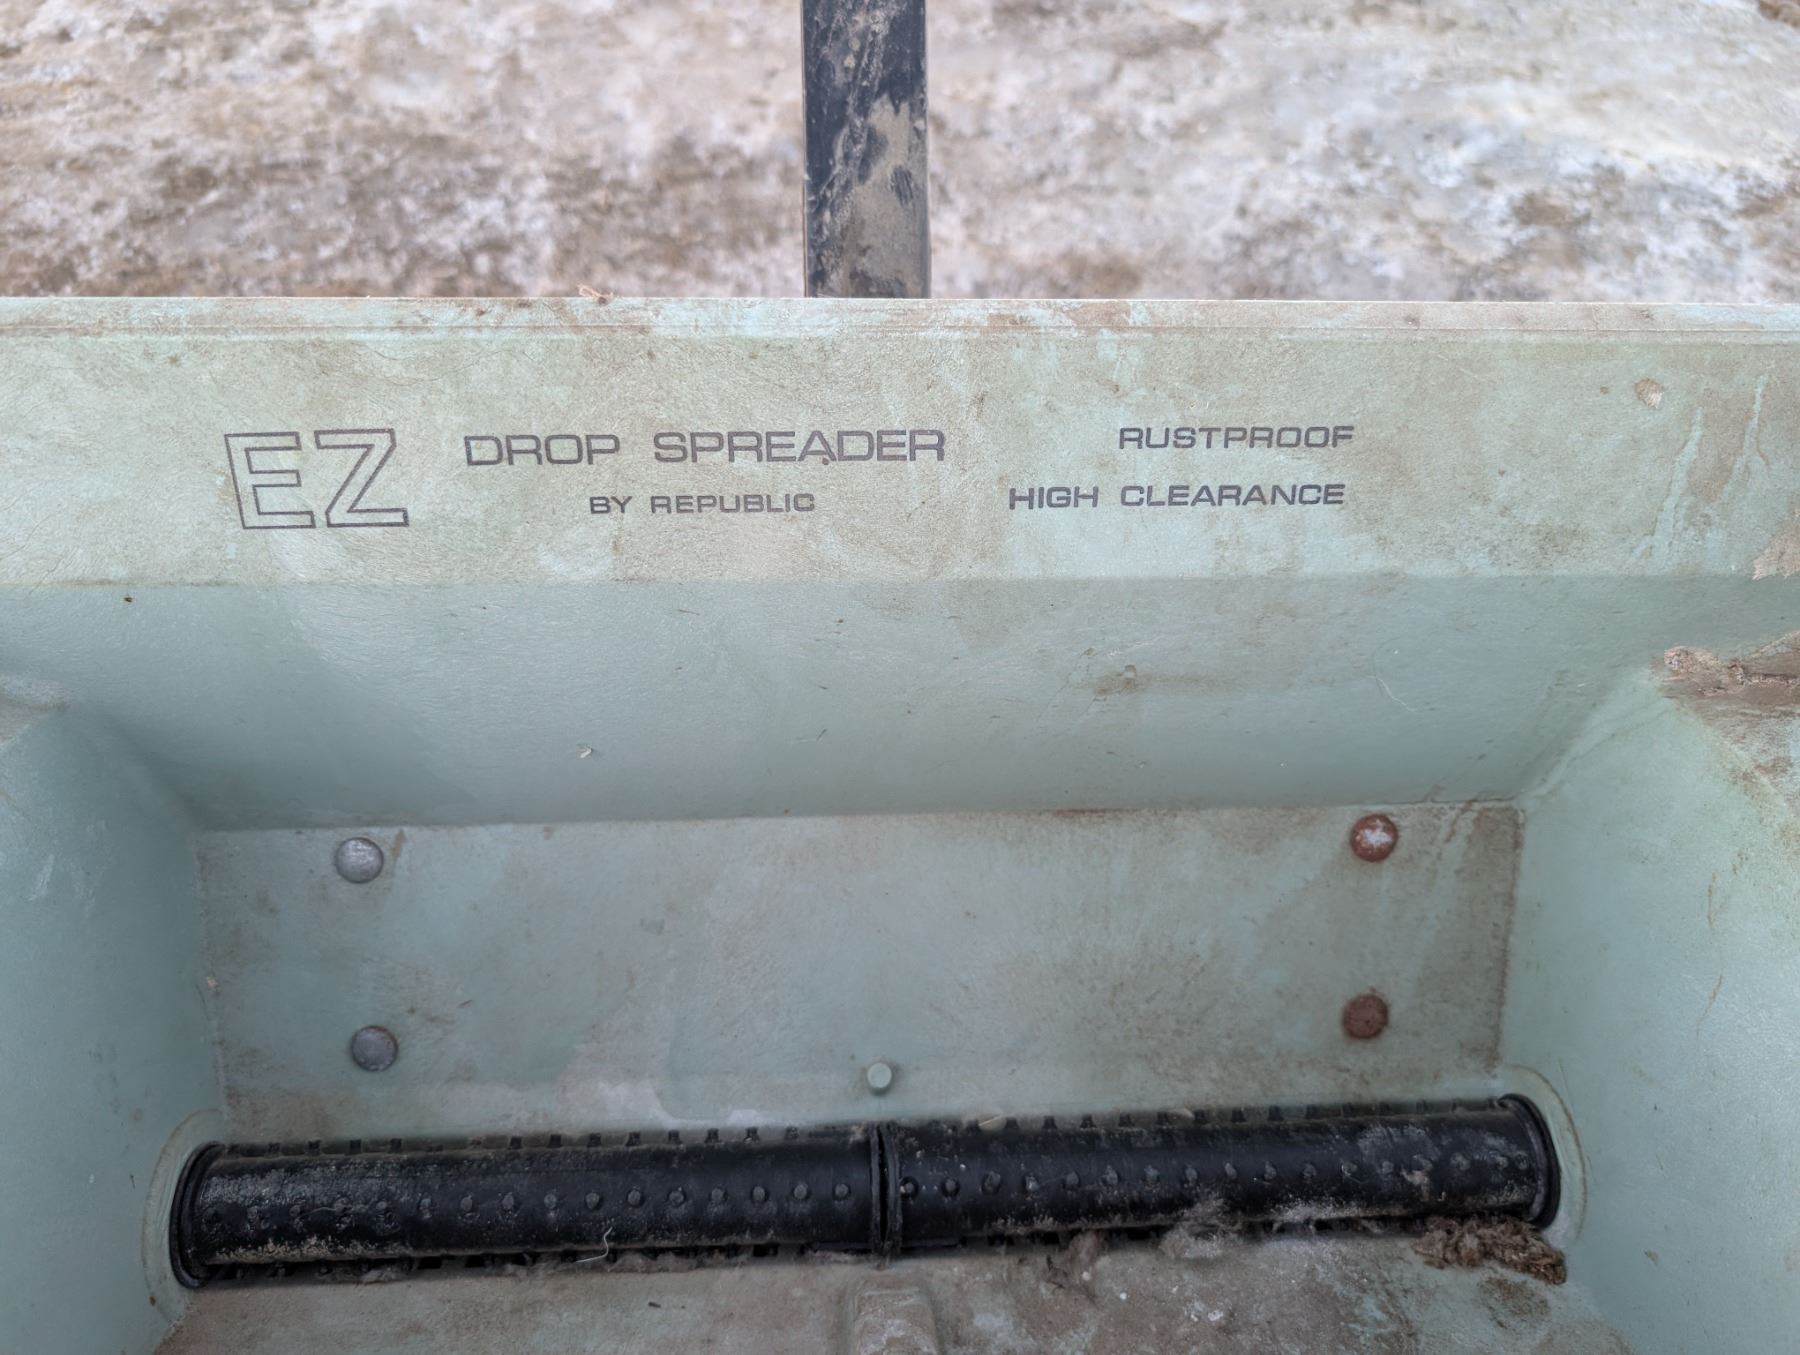 EZ DROP SPREADER
BY REPUBLIC
RUSTPROOF
HIGH CLEARANCE